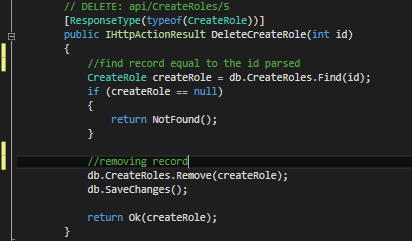 // DELETE: api/CreateRoles/5
[ResponseType(typeof(CreateRole))]
public IHttpActionResult DeleteCreateRole(int id)
{
//find record equal to the id parsed
CreateRole createRole = db.CreateRoles.Find(id);
if (createRole == null)
{
return NotFound();
}
//removing record
db.CreateRoles.Remove(createRole);
db.SaveChanges();
return Ok(createRole);
}